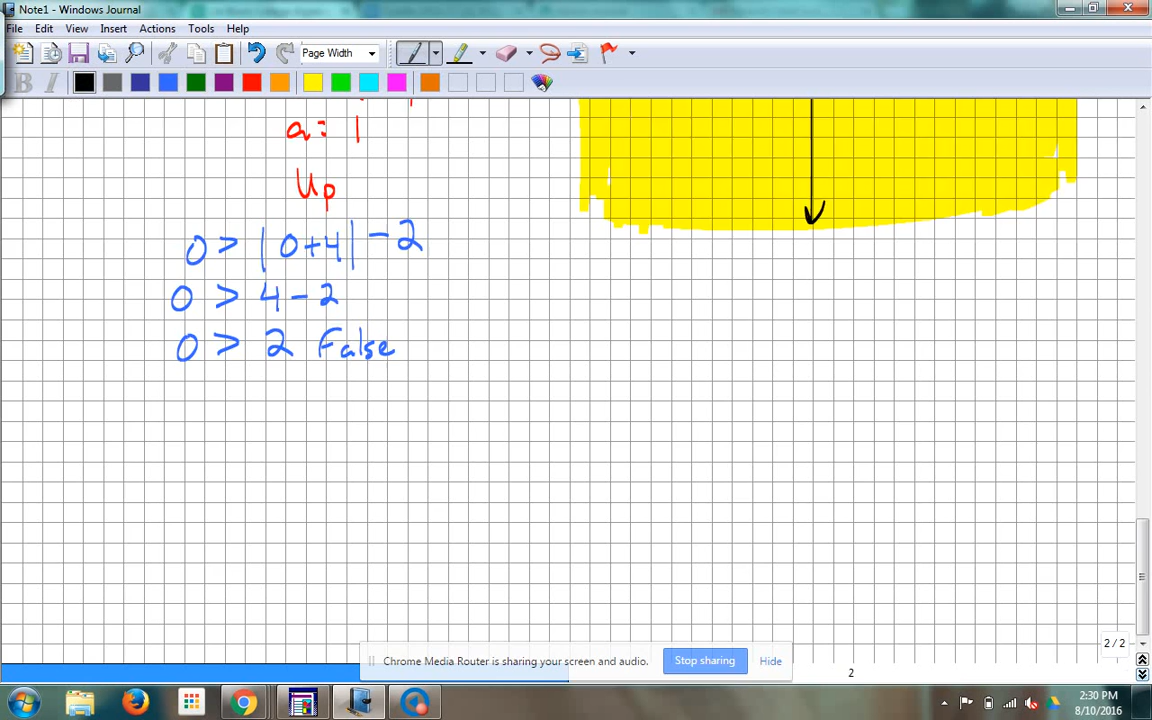 Note1 - Windows Journal
File Edit View Insert Actions Tools Help
Page Width
B I
a = 1
Up
0 > |0+4| - 2
0 > 4 - 2
0 > 2 False
2 / 2
Chrome Media Router is sharing your screen and audio. Stop sharing Hide
2
2:30 PM
8/10/2016